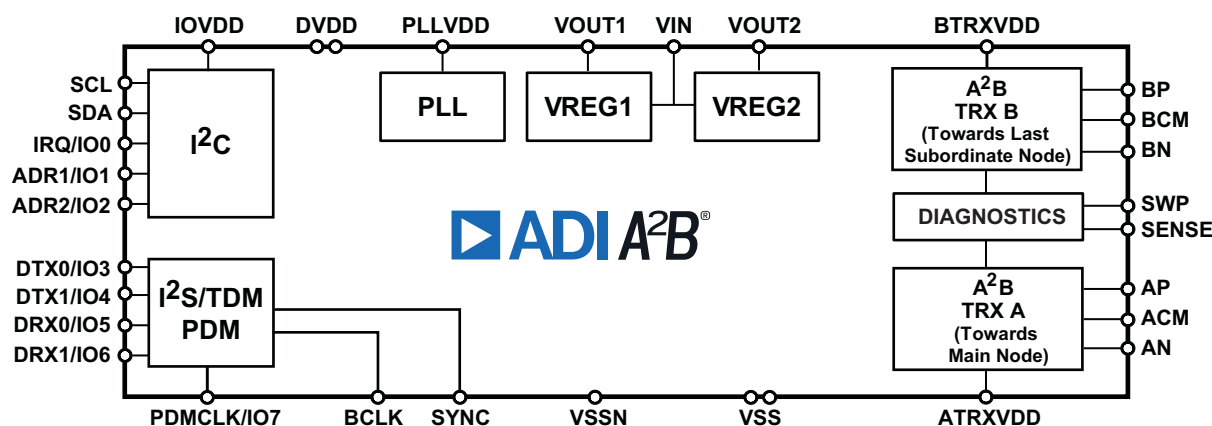 IOVDD DVDD PLLVDD VOUT1 VIN VOUT2 BTRXVDD
SCL
SDA
IRQ/IO0
ADR1/IO1
ADR2/IO2
I²C
PLL
VREG1
VREG2
A²B
TRX B
(Towards Last
Subordinate Node)
BP
BCM
BN
DIAGNOSTICS
SWP
SENSE
ADI A²B®
DTX0/IO3
DTX1/IO4
DRX0/IO5
DRX1/IO6
I²S/TDM
PDM
A²B
TRX A
(Towards
Main Node)
AP
ACM
AN
PDMCLK/IO7 BCLK SYNC VSSN VSS ATRXVDD